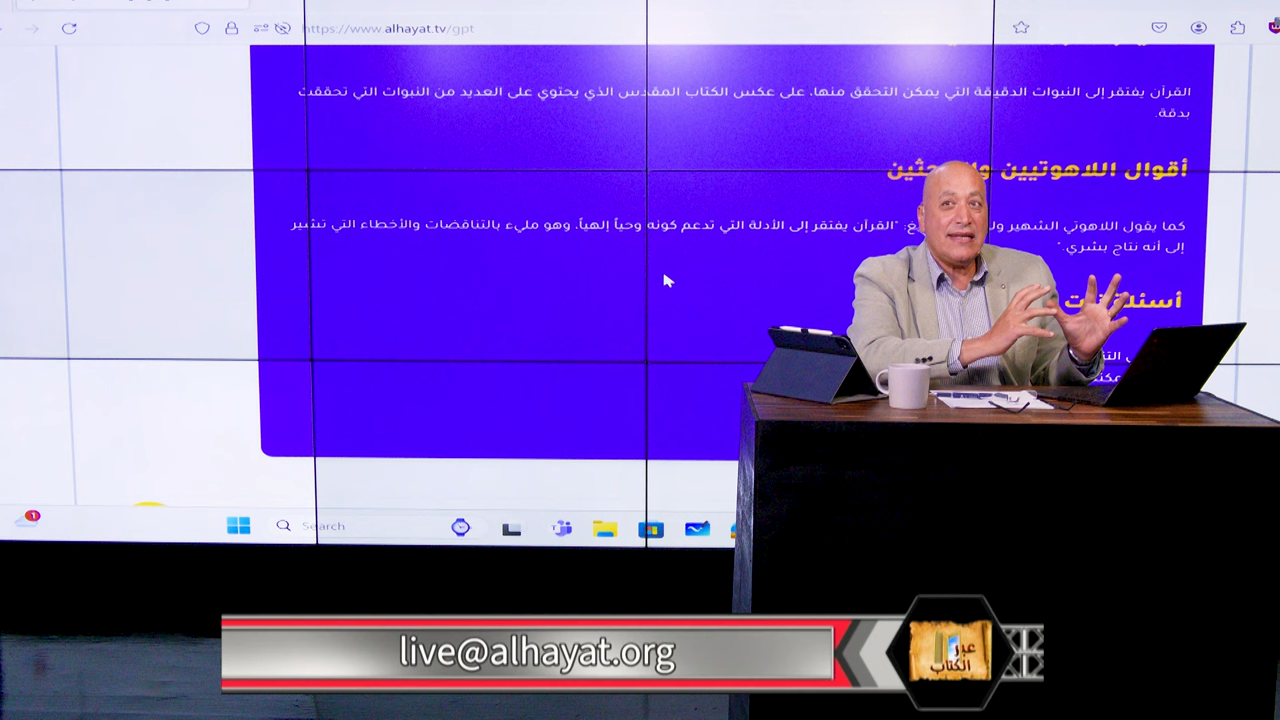 https://www.alhayat.tv/gpt
القرآن يفتقر إلى النبوات الدقيقة التي يمكن التحقق منها، على عكس الكتاب المقدس الذي يحتوي على العديد من النبوات التي تحققت
بدقة.
أقوال اللاهوتيين
كما يقول اللاهوتي الشهير "القرآن يفتقر إلى الأدلة التي تدعم كونه وحياً إلهياً، وهو مليء بالتناقضات والأخطاء التي تشير
إلى أنه نتاج بشري."
1
Search
live@alhayat.org
عبر
الكتاب